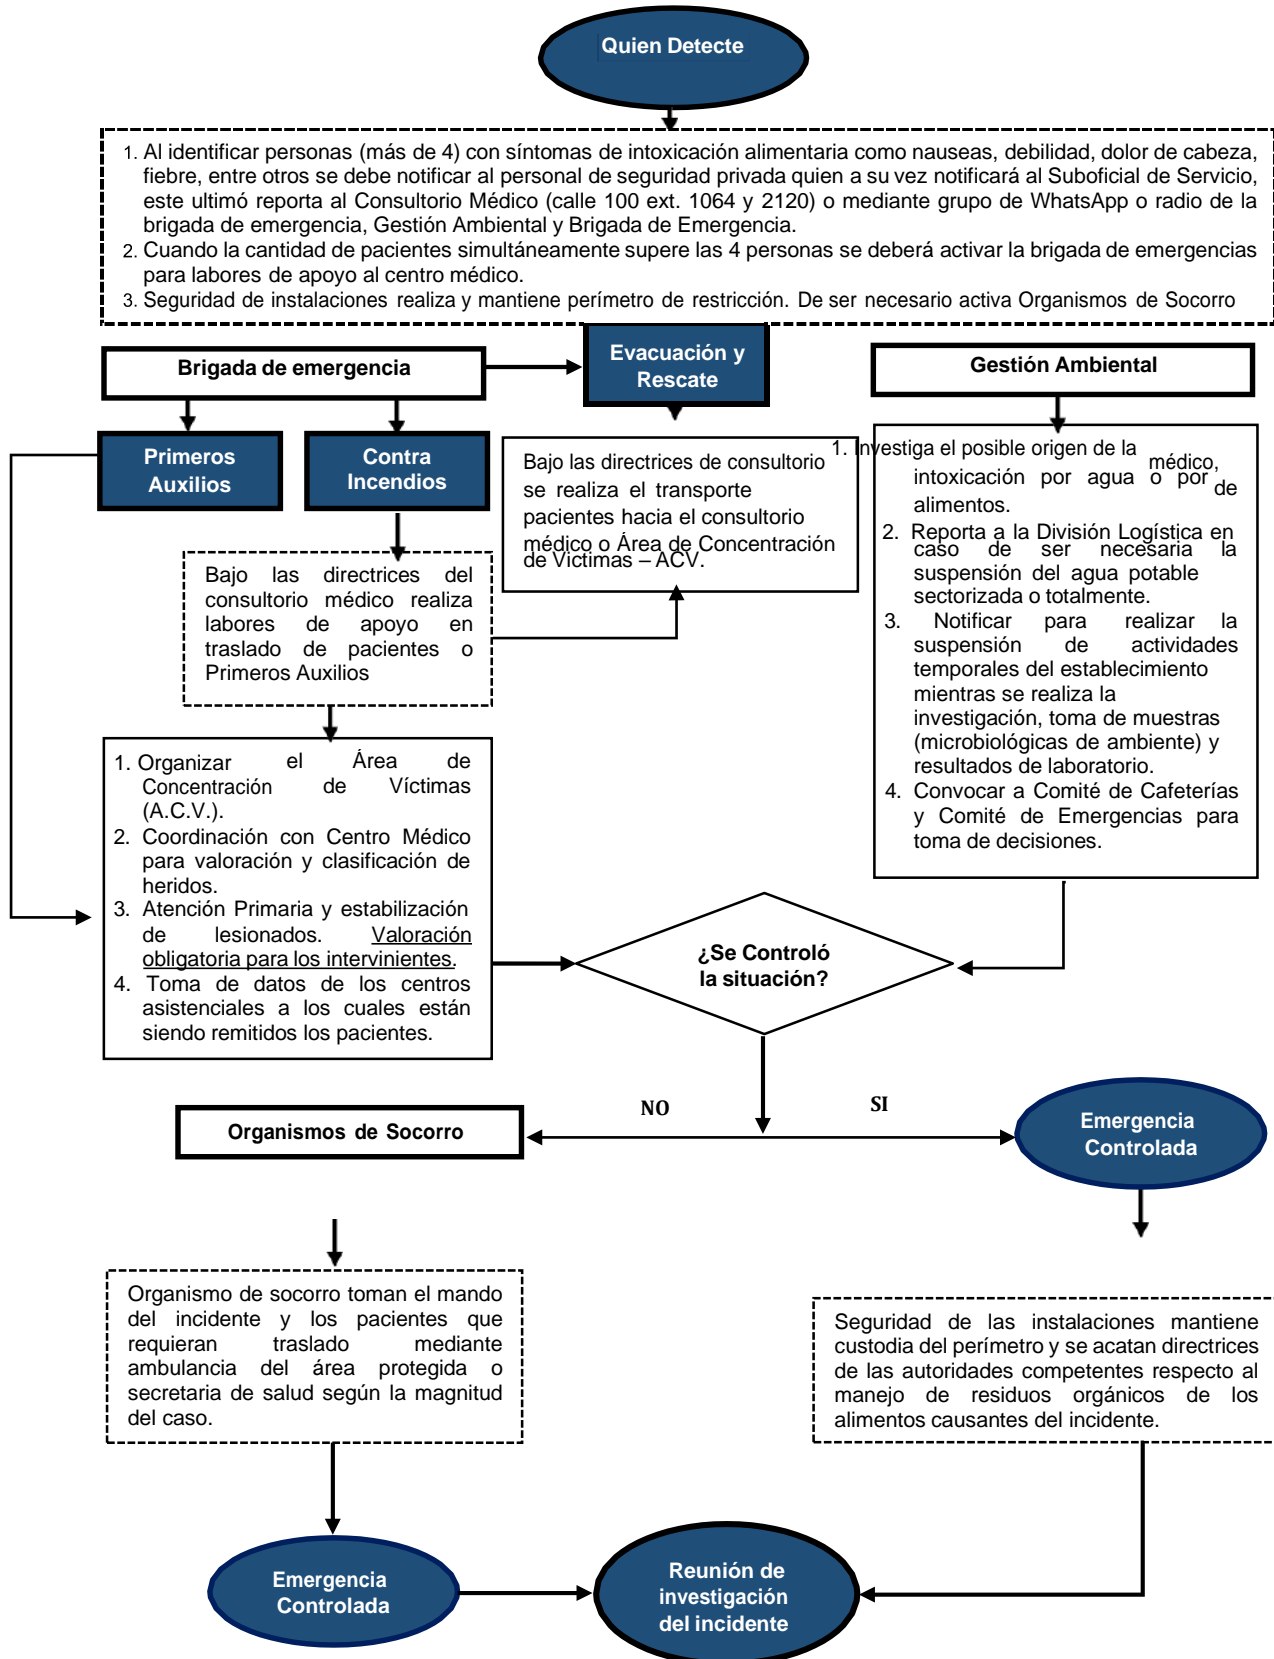 Quien Detecte
1. Al identificar personas (más de 4) con síntomas de intoxicación alimentaria como nauseas, debilidad, dolor de cabeza,
fiebre, entre otros se debe notificar al personal de seguridad privada quien a su vez notificará al Suboficial de Servicio,
este ultimó reporta al Consultorio Médico (calle 100 ext. 1064 y 2120) o mediante grupo de WhatsApp o radio de la
brigada de emergencia, Gestión Ambiental y Brigada de Emergencia.
2. Cuando la cantidad de pacientes simultáneamente supere las 4 personas se deberá activar la brigada de emergencias
para labores de apoyo al centro médico.
3. Seguridad de instalaciones realiza y mantiene perímetro de restricción. De ser necesario activa Organismos de Socorro
Brigada de emergencia
Evacuación y
Rescate
Gestión Ambiental
Primeros
Auxilios
Contra
Incendios
Bajo las directrices de consultorio
médico,
se realiza el transporte
de
pacientes hacia el consultorio
médico o Área de Concentración
de Victimas – ACV.
1. Investiga el posible origen de la
intoxicación por agua o por
alimentos.
2. Reporta a la División Logística en
caso de ser necesaria la
suspensión del agua potable
sectorizada o totalmente.
3. Notificar para realizar la
suspensión de actividades
temporales del establecimiento
mientras se realiza la
investigación, toma de muestras
(microbiológicas de ambiente) y
resultados de laboratorio.
4. Convocar a Comité de Cafeterías
y Comité de Emergencias para
toma de decisiones.
Bajo las directrices del
consultorio médico realiza
labores de apoyo en
traslado de pacientes o
Primeros Auxilios
1. Organizar el Área de
Concentración de Víctimas
(A.C.V.).
2. Coordinación con Centro Médico
para valoración y clasificación de
heridos.
3. Atención Primaria y estabilización
de lesionados. Valoración
obligatoria para los intervinientes.
4. Toma de datos de los centros
asistenciales a los cuales están
siendo remitidos los pacientes.
¿Se Controló
la situación?
NO
SI
Organismos de Socorro
Emergencia
Controlada
Organismo de socorro toman el mando
del incidente y los pacientes que
requieran traslado mediante
ambulancia del área protegida o
secretaria de salud según la magnitud
del caso.
Seguridad de las instalaciones mantiene
custodia del perímetro y se acatan directrices
de las autoridades competentes respecto al
manejo de residuos orgánicos de los
alimentos causantes del incidente.
Emergencia
Controlada
Reunión de
investigación
del incidente